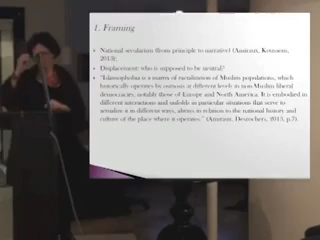 1. Framing
• National secularism (from principle to narrative) (Amiraux, Koussens,
2013);
• Displacement: who is supposed to be neutral?
• "Islamophobia is a matter of racialization of Muslim populations, which
historically operates by osmosis at different levels in non-Muslim liberal
democracies, notably those of Europe and North America. It is embodied in
different interactions and unfolds in particular situations that serve to
actualize it in different ways, always in relation to the national history and
culture of the place where it operates." (Amiraux, Desrochers, 2013, p.7).